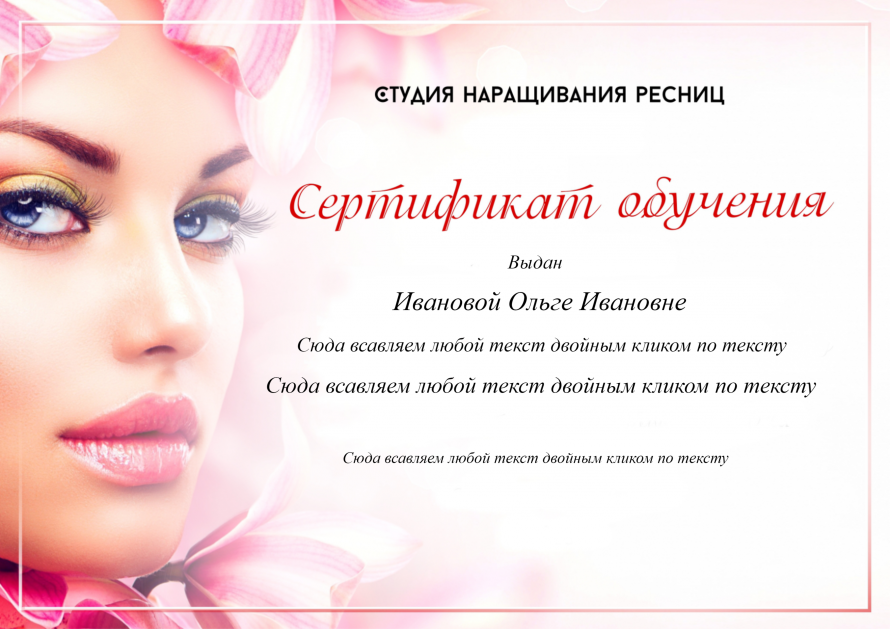 СТУДИЯ НАРАЩИВАНИЯ РЕСНИЦ
Сертификат обучения
Выдан
Ивановой Ольге Ивановне
Сюда всавляем любой текст двойным кликом по тексту
Сюда всавляем любой текст двойным кликом по тексту
Сюда всавляем любой текст двойным кликом по тексту